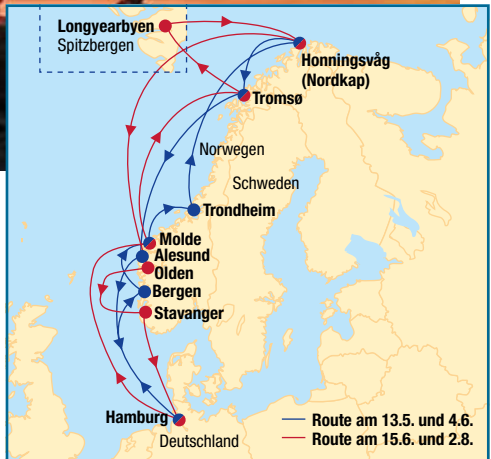 Longyearbyen
Spitzbergen
Honningsvåg
(Nordkap)
Tromsø
Norwegen
Schweden
Trondheim
Molde
Alesund
Olden
Bergen
Stavanger
Hamburg
Deutschland
Route am 13.5. und 4.6.
Route am 15.6. und 2.8.